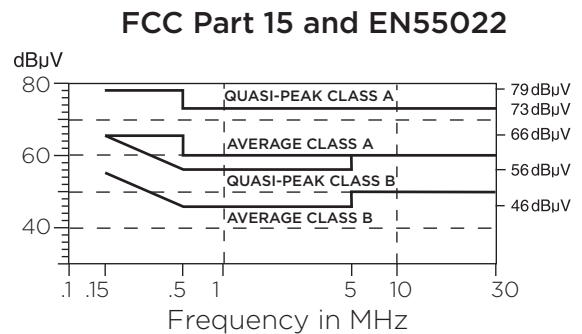 FCC Part 15 and EN55022
dBµV
80
60
40
QUASI-PEAK CLASS A
AVERAGE CLASS A
QUASI-PEAK CLASS B
AVERAGE CLASS B
79dBµV
73dBµV
66dBµV
56dBµV
46dBµV
.1 .15 .5 1 5 10 30
Frequency in MHz